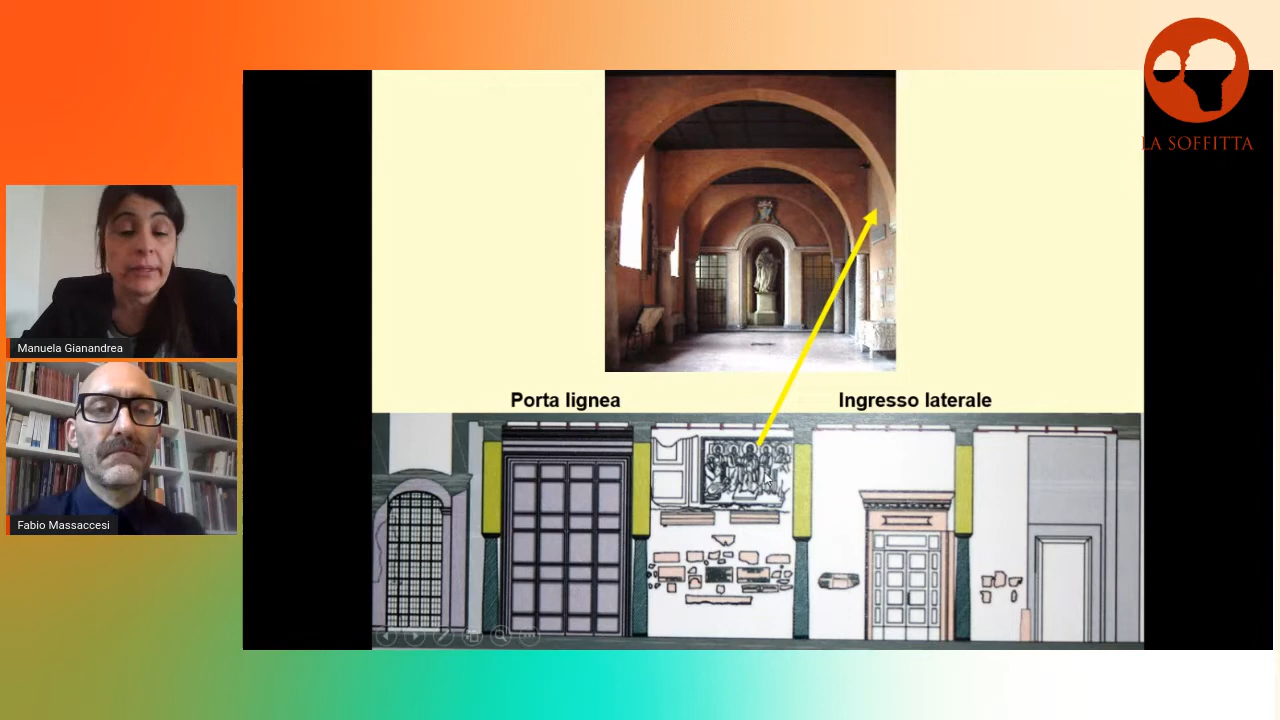 LA SOFFITTA
Manuela Gianandrea
Fabio Massaccesi
Porta lignea
Ingresso laterale